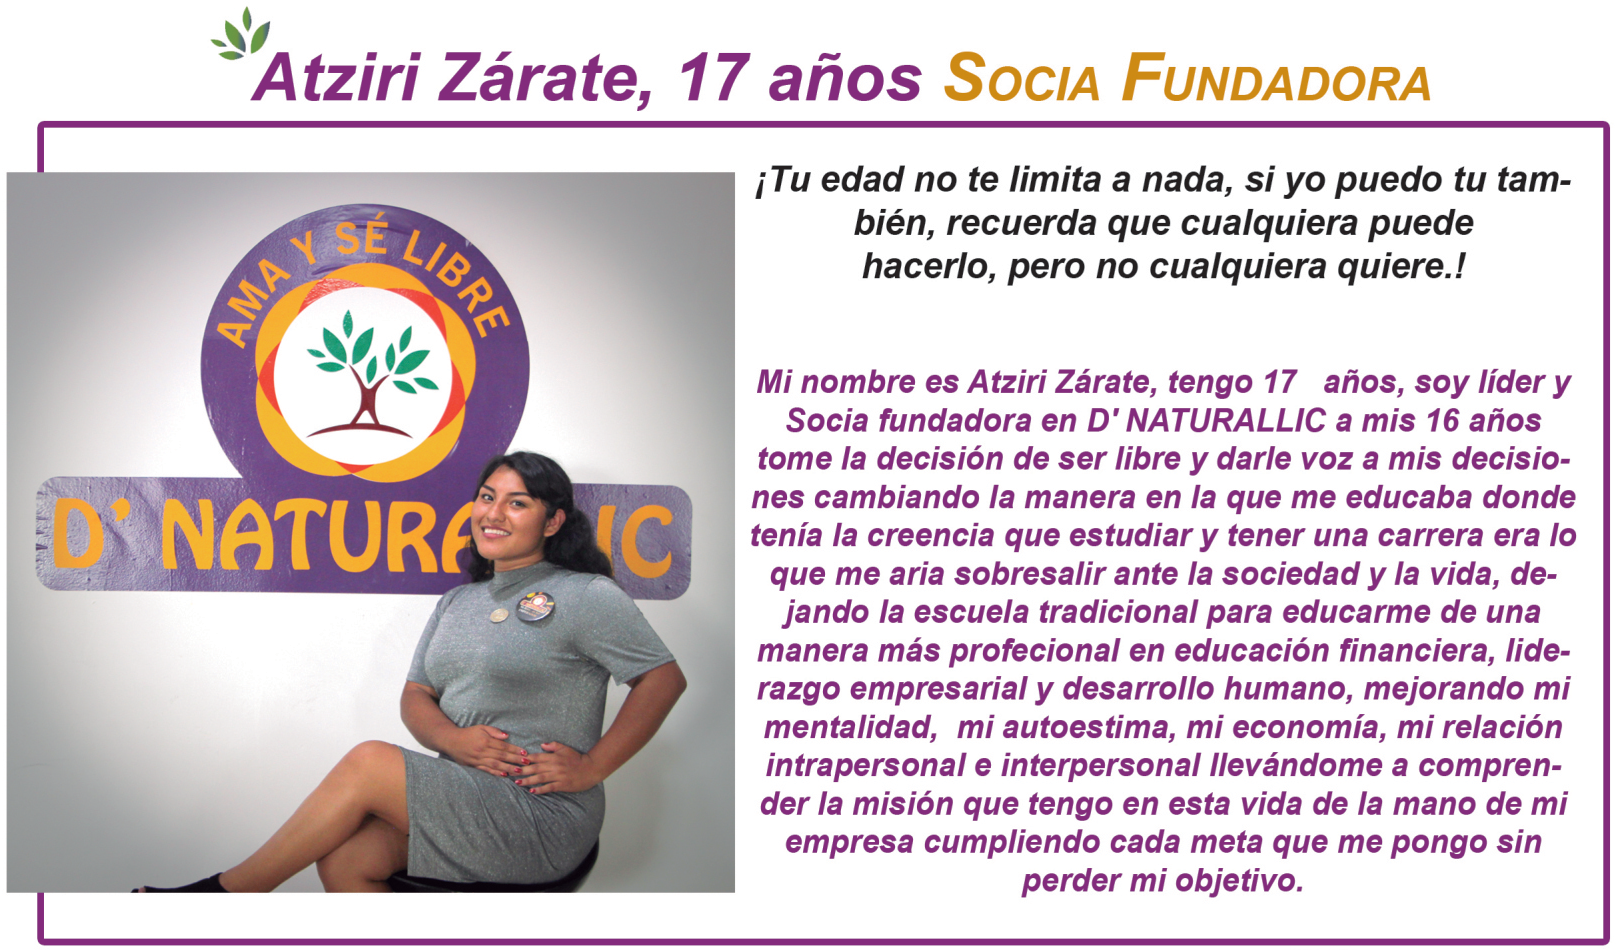 Atziri Zárate, 17 años SOCIA FUNDADORA
¡Tu edad no te limita a nada, si yo puedo tu tam-
bién, recuerda que cualquiera puede
hacerlo, pero no cualquiera quiere.!
AMA Y SÉ LIBRE
D' NATURA IC
Mi nombre es Atziri Zárate, tengo 17 años, soy líder y
Socia fundadora en D' NATURALLIC a mis 16 años
tome la decisión de ser libre y darle voz a mis decisio-
nes cambiando la manera en la que me educaba donde
tenía la creencia que estudiar y tener una carrera era lo
que me aria sobresalir ante la sociedad y la vida, de-
jando la escuela tradicional para educarme de una
manera más profecional en educación financiera, lide-
razgo empresarial y desarrollo humano, mejorando mi
mentalidad, mi autoestima, mi economía, mi relación
intrapersonal e interpersonal llevándome a compren-
der la misión que tengo en esta vida de la mano de mi
empresa cumpliendo cada meta que me pongo sin
perder mi objetivo.